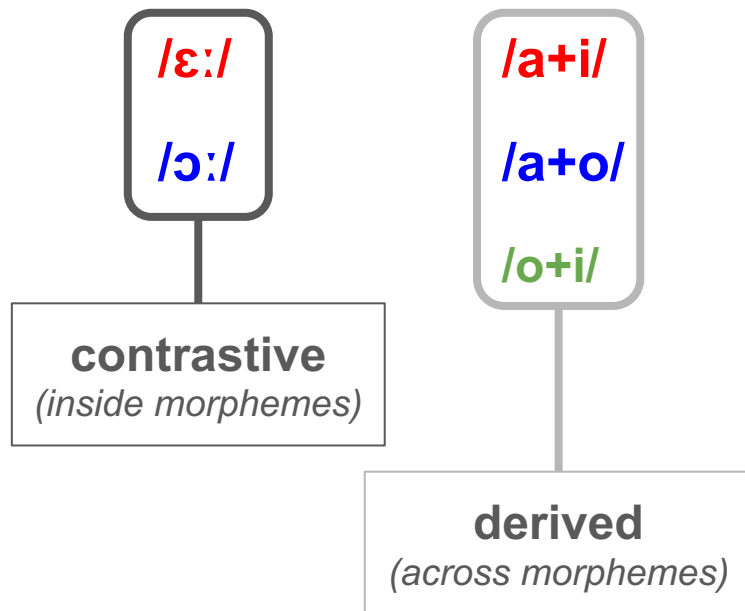 /ɛː/
/ɔː/
contrastive
(inside morphemes)
/a+i/
/a+o/
/o+i/
derived
(across morphemes)